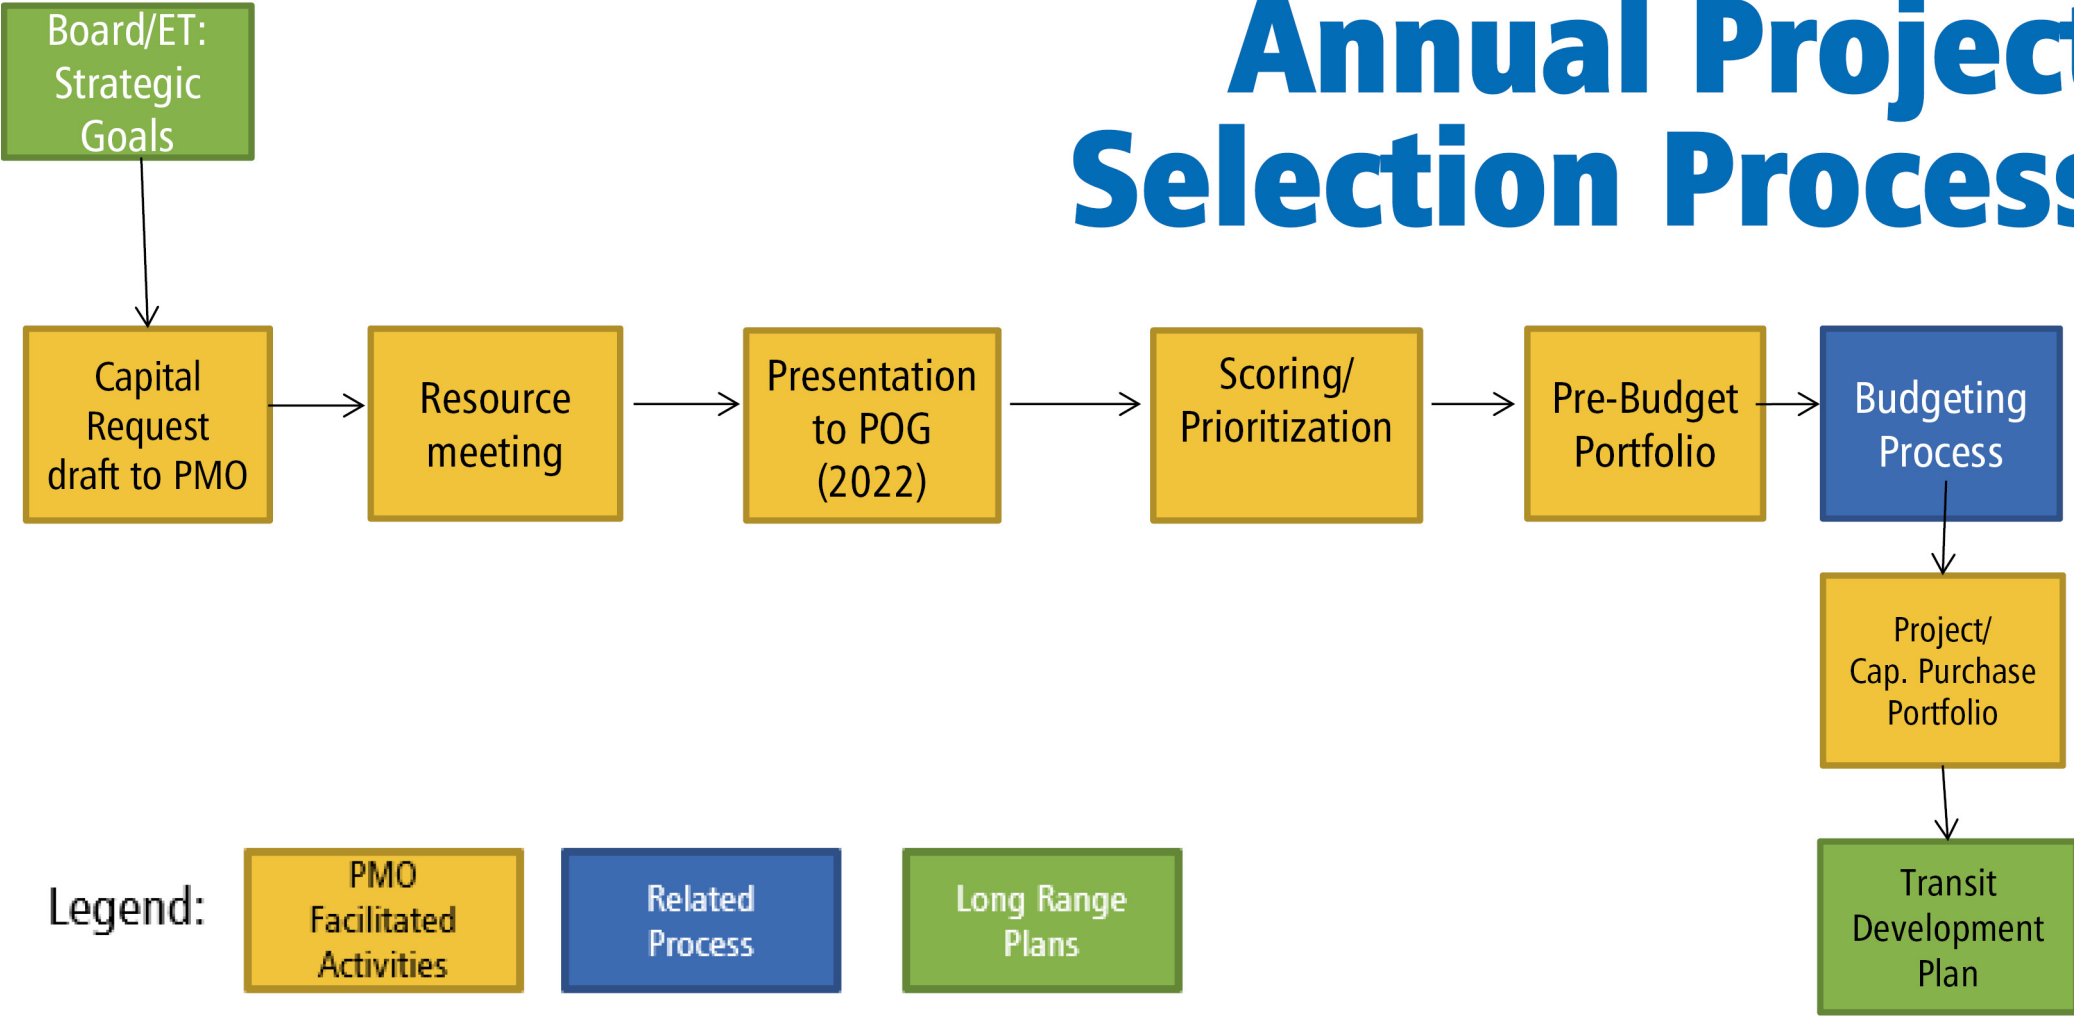 Board/ET:
Strategic
Goals
Annual Project
Selection Process
Capital
Request
draft to PMO
Resource
meeting
Presentation
to POG
(2022)
Scoring/
Prioritization
Pre-Budget
Portfolio
Budgeting
Process
Project/
Cap. Purchase
Portfolio
Transit
Development
Plan
Legend:
PMO
Facilitated
Activities
Related
Process
Long Range
Plans